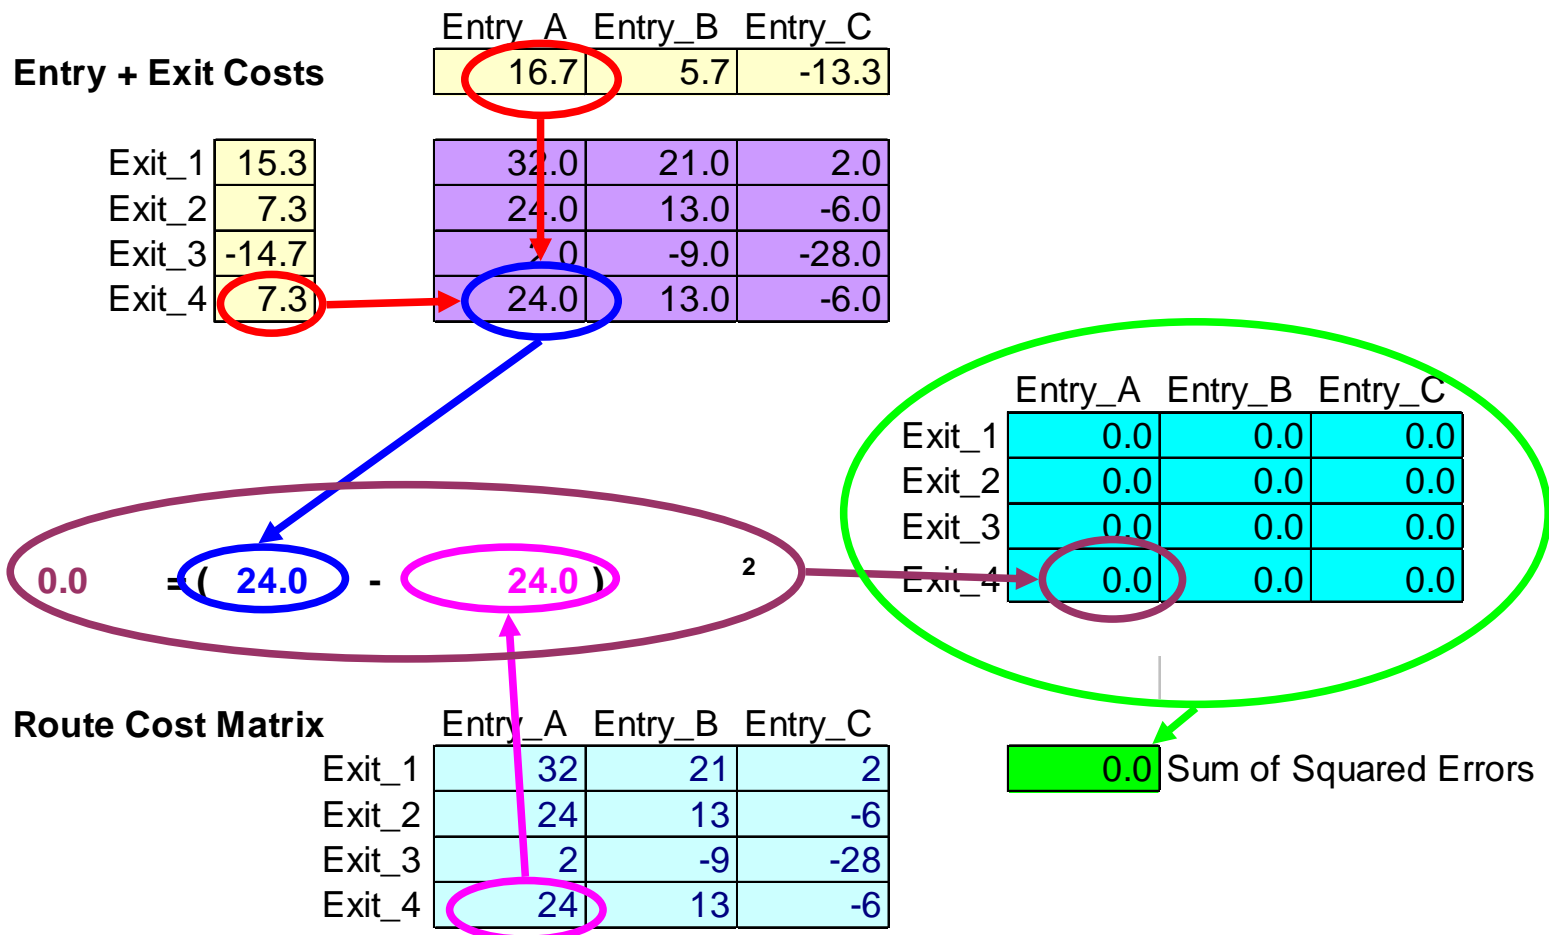 Entry_A Entry_B Entry_C
Entry + Exit Costs 16.7 5.7 -13.3
Exit_1 15.3 32.0 21.0 2.0
Exit_2 7.3 24.0 13.0 -6.0
Exit_3 -14.7 2.0 -9.0 -28.0
Exit_4 7.3 24.0 13.0 -6.0
Entry_A Entry_B Entry_C
Exit_1 0.0 0.0 0.0
Exit_2 0.0 0.0 0.0
Exit_3 0.0 0.0 0.0
Exit_4 0.0 0.0 0.0
0.0 =( 24.0 - 24.0 ) 2
Route Cost Matrix Entry_A Entry_B Entry_C
Exit_1 32 21 2
0.0 Sum of Squared Errors
Exit_2 24 13 -6
Exit_3 2 -9 -28
Exit_4 24 13 -6